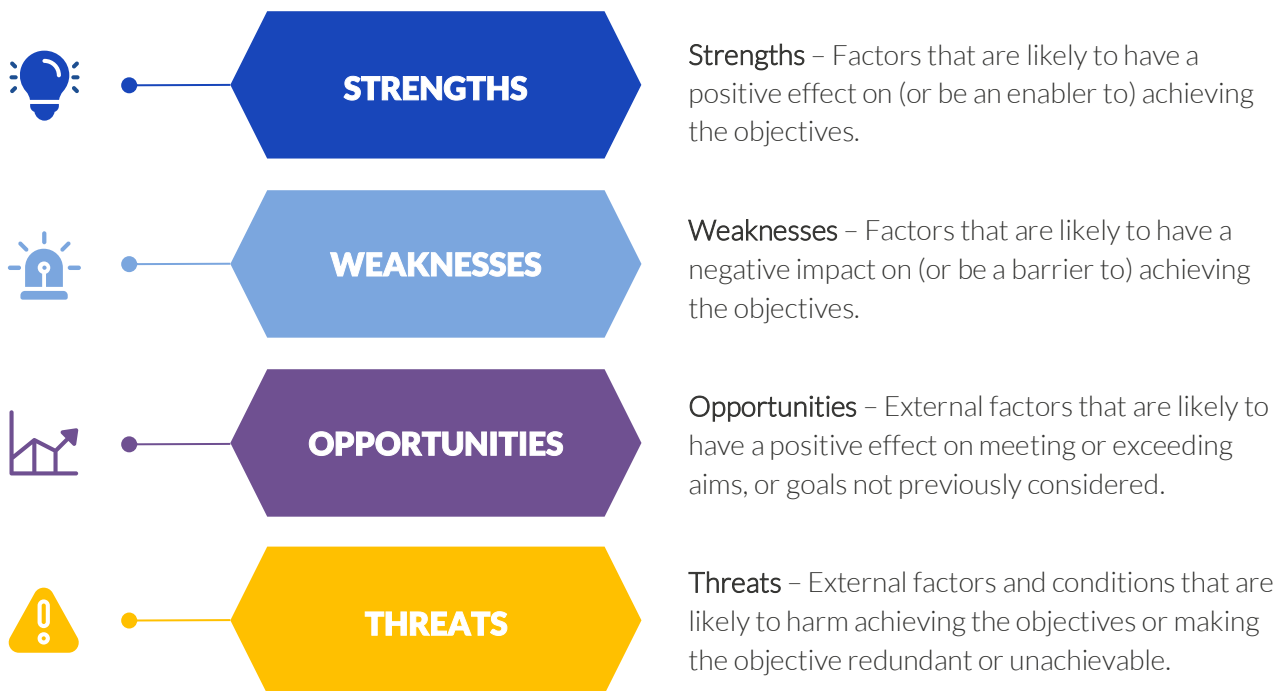 STRENGTHS
Strengths – Factors that are likely to have a
positive effect on (or be an enabler to) achieving
the objectives.
WEAKNESSES
Weaknesses – Factors that are likely to have a
negative impact on (or be a barrier to) achieving
the objectives.
OPPORTUNITIES
Opportunities – External factors that are likely to
have a positive effect on meeting or exceeding
aims, or goals not previously considered.
THREATS
Threats – External factors and conditions that are
likely to harm achieving the objectives or making
the objective redundant or unachievable.